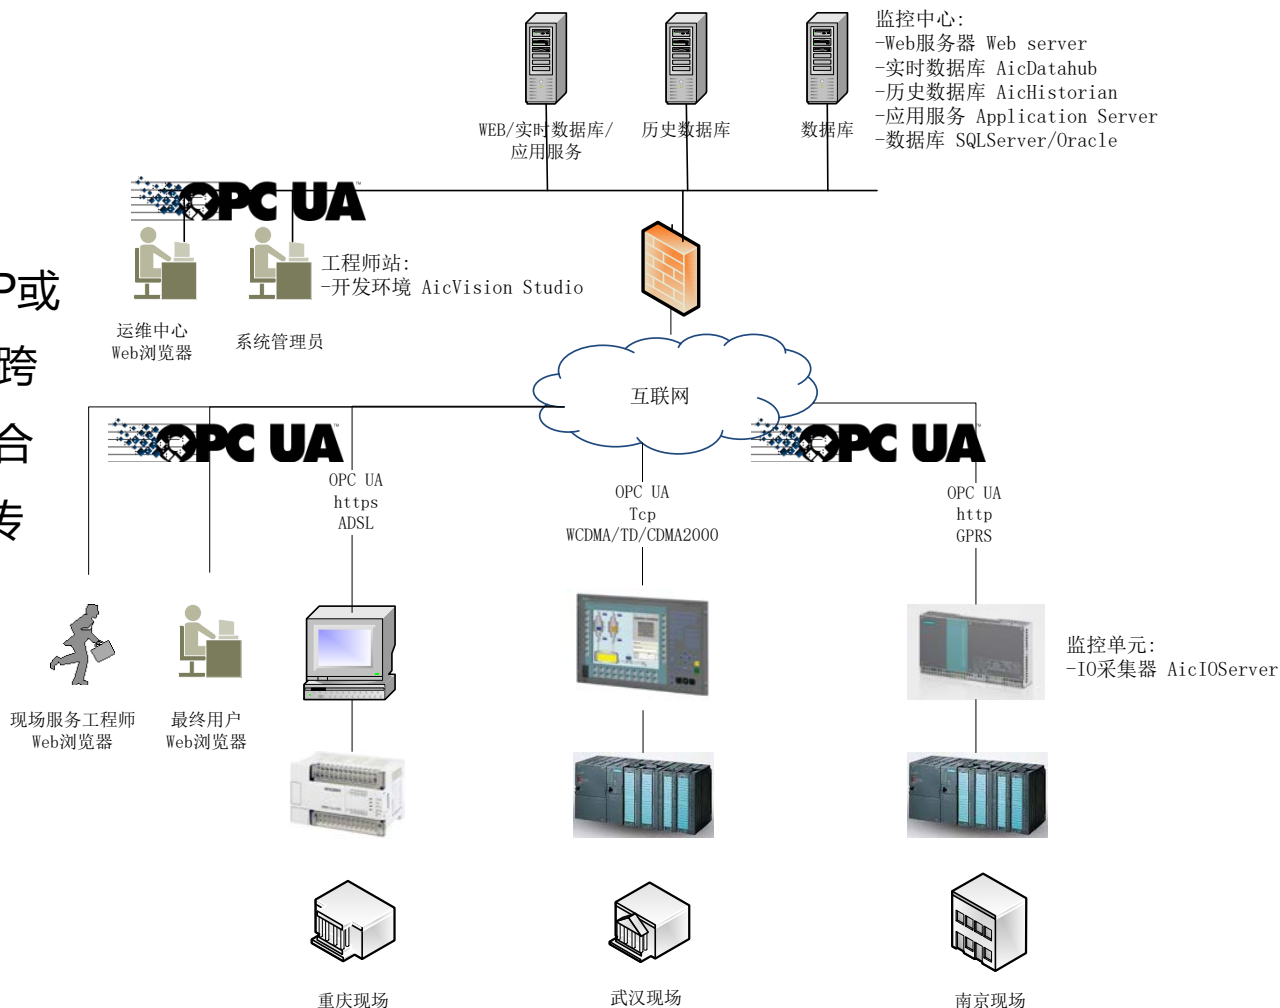 监控中心:
-Web服务器 Web server
-实时数据库 AicDatahub
-历史数据库 AicHistorian
-应用服务 Application Server
-数据库 SQLServer/Oracle
WEB/实时数据库/
应用服务
历史数据库
数据库
OPC UA
工程师站:
-开发环境 AicVision Studio
运维中心
Web浏览器
系统管理员
P或
跨
合
传
互联网
OPC UA
OPC UA
OPC UA
https
ADSL
OPC UA
Tcp
WCDMA/TD/CDMA2000
OPC UA
http
GPRS
监控单元:
-IO采集器 AicIOServer
现场服务工程师
Web浏览器
最终用户
Web浏览器
重庆现场
武汉现场
南京现场